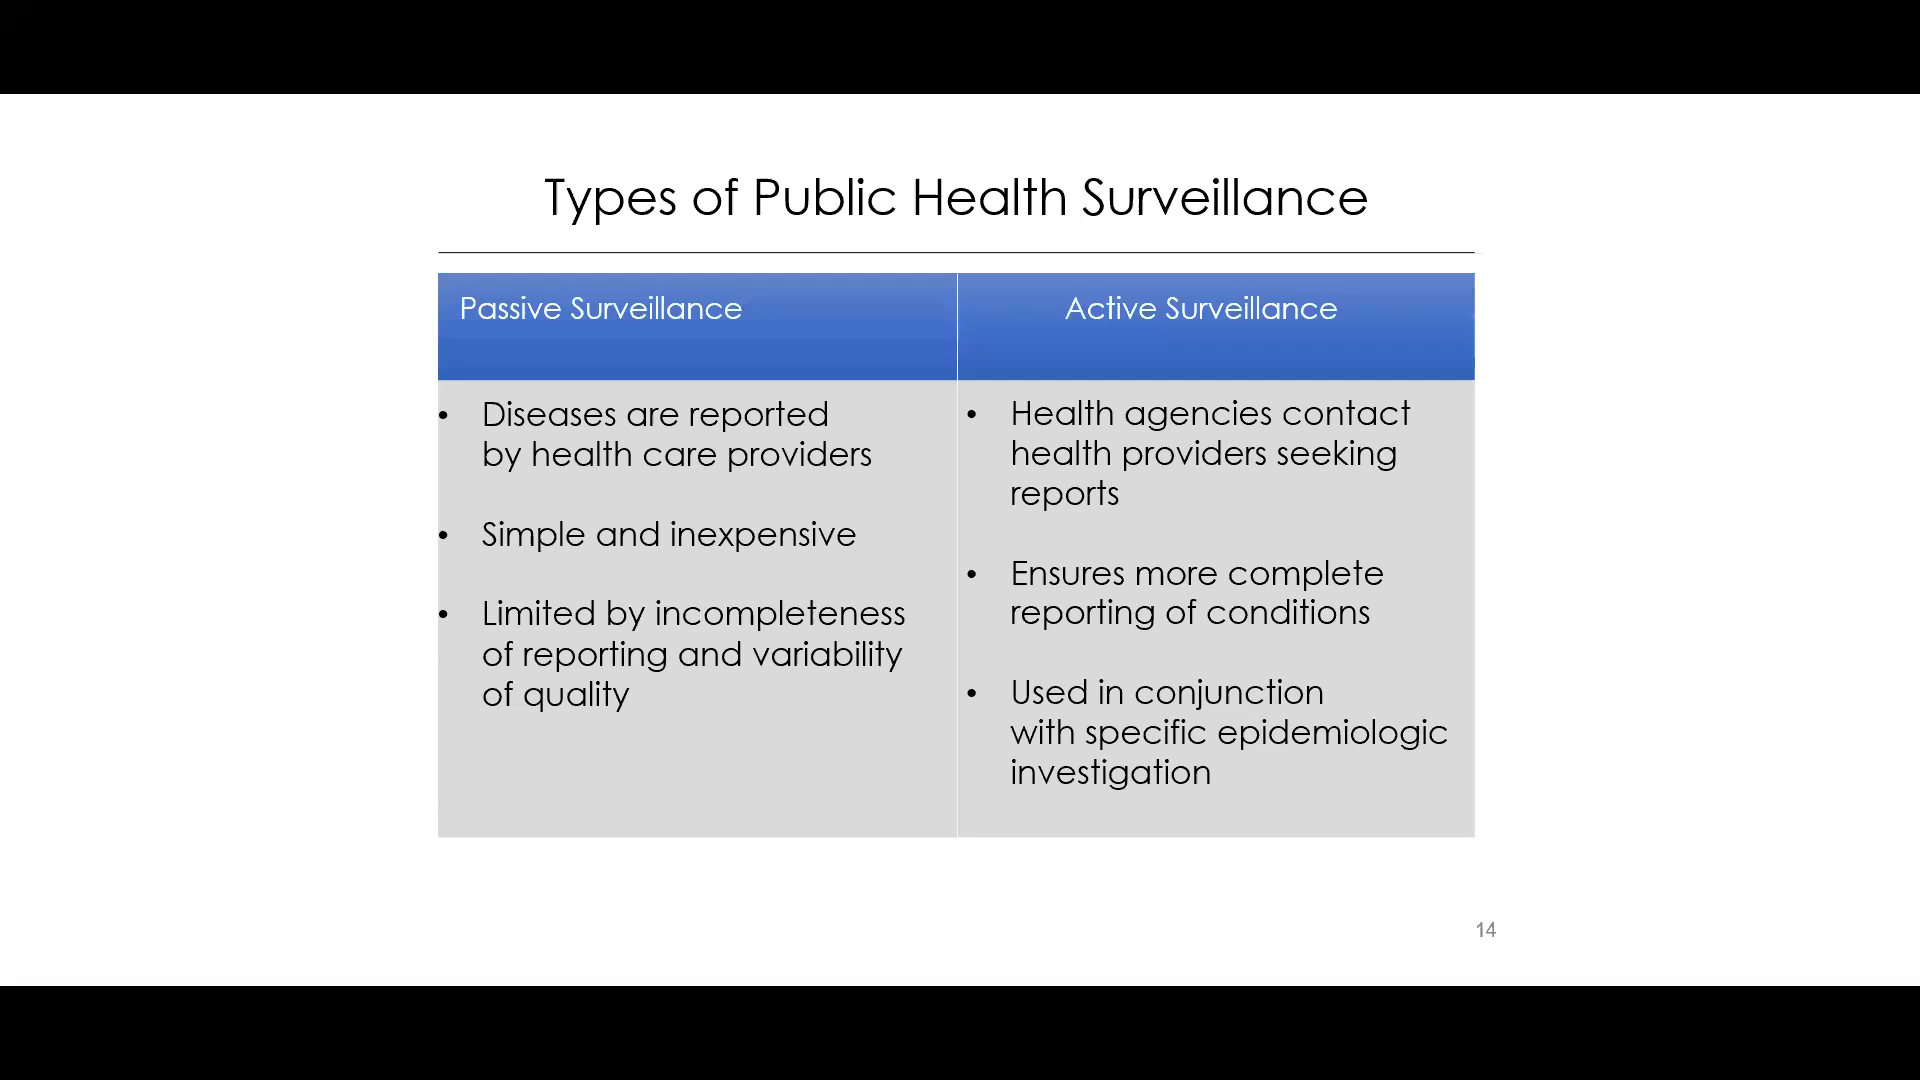 Types of Public Health Surveillance
Passive Surveillance
Active Surveillance
• Diseases are reported
by health care providers
• Simple and inexpensive
• Limited by incompleteness
of reporting and variability
of quality
• Health agencies contact
health providers seeking
reports
• Ensures more complete
reporting of conditions
• Used in conjunction
with specific epidemiologic
investigation
14